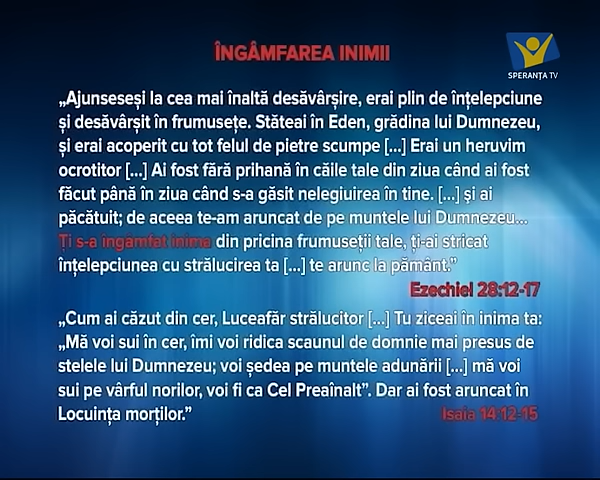 ÎNGÂMFAREA INIMII
SPERANȚA TV
„Ajunseseși la cea mai înaltă desăvârșire, erai plin de înțelepciune
și desăvârșit în frumusețe. Stăteai în Eden, grădina lui Dumnezeu,
și erai acoperit cu tot felul de pietre scumpe [...] Erai un heruvim
ocrotitor [...] Ai fost fără prihană în căile tale din ziua când ai fost
făcut până în ziua când s-a găsit nelegiuirea în tine. [...] și ai
păcătuit; de aceea te-am aruncat de pe muntele lui Dumnezeu...
Ți s-a îngâmfat inima din pricina frumuseții tale, ți-ai stricat
înțelepciunea cu strălucirea ta [...] te arunc la pământ.”
Ezechiel 28:12-17
„Cum ai căzut din cer, Luceafăr strălucitor [...] Tu ziceai în inima ta:
„Mă voi sui în cer, îmi voi ridica scaunul de domnie mai presus de
stelele lui Dumnezeu; voi ședea pe muntele adunării [...] mă voi
sui pe vârful norilor, voi fi ca Cel Preaînalt”. Dar ai fost aruncat în
Locuința morților.” Isaia 14:12-15